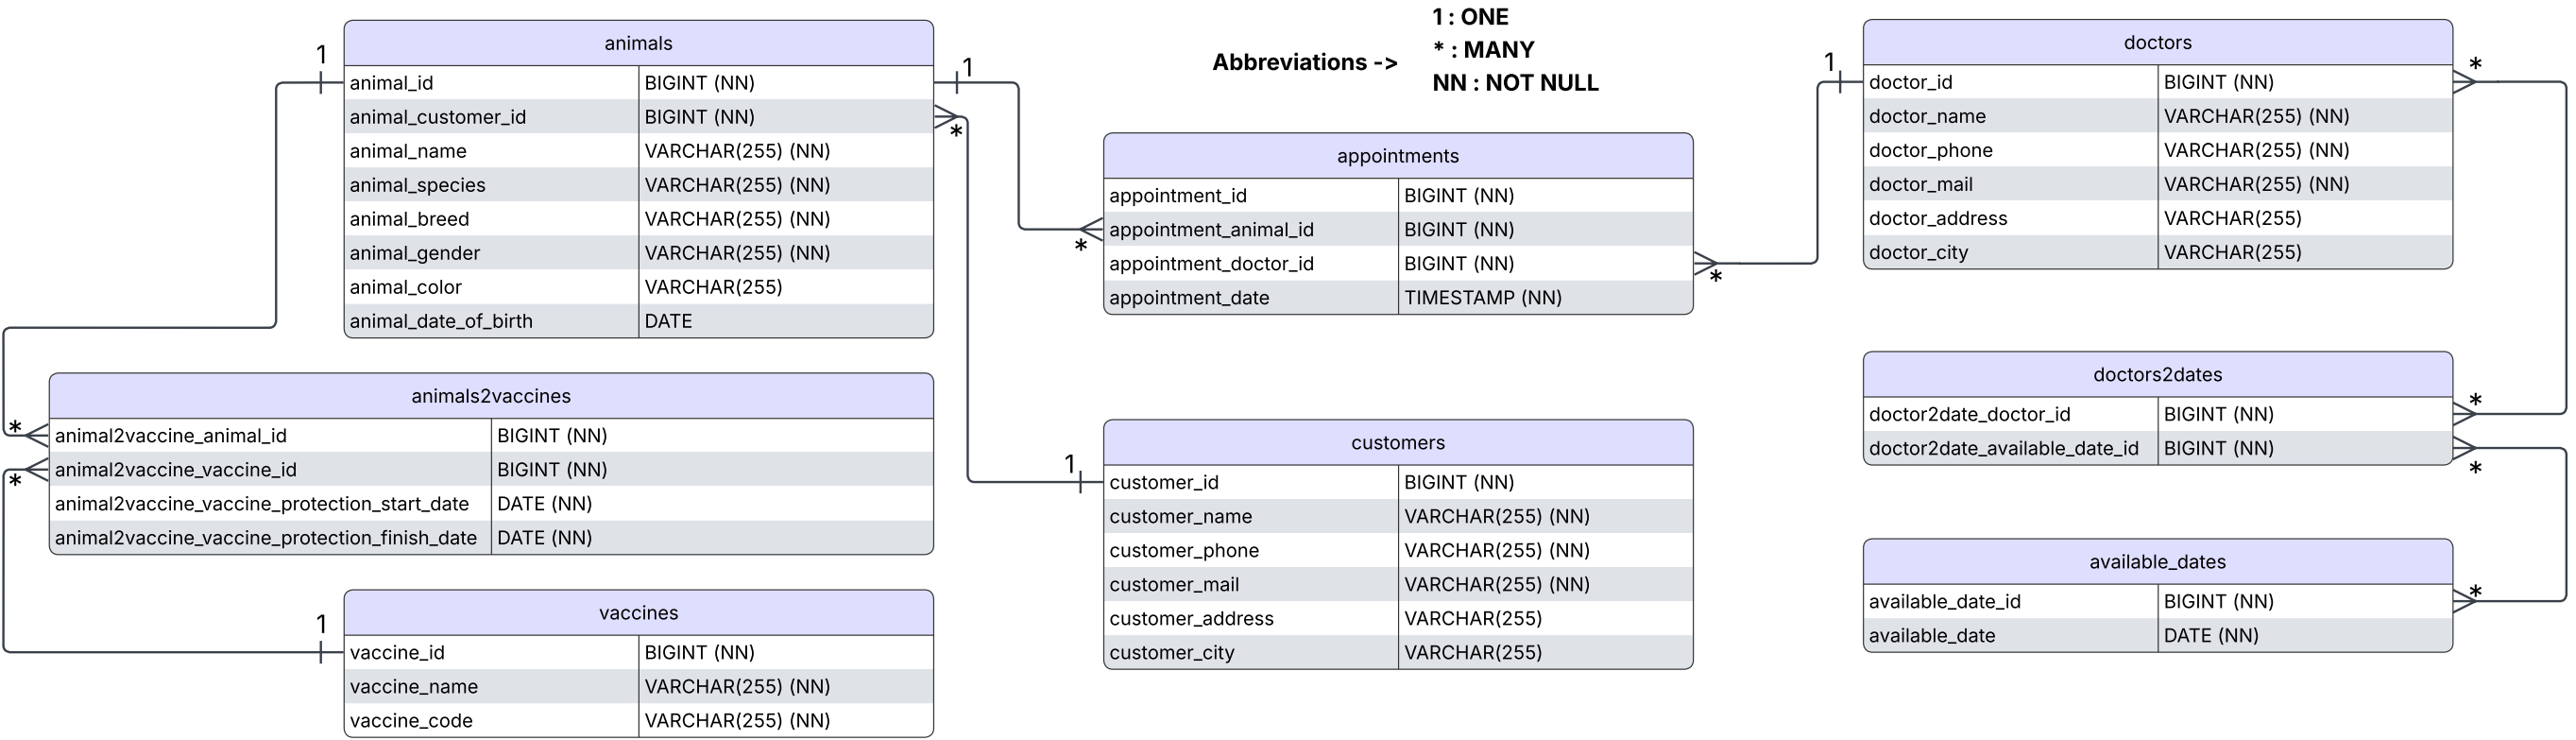 Abbreviations ->
1 : ONE
* : MANY
NN : NOT NULL
animals
animal_id BIGINT (NN)
animal_customer_id BIGINT (NN)
animal_name VARCHAR(255) (NN)
animal_species VARCHAR(255) (NN)
animal_breed VARCHAR(255) (NN)
animal_gender VARCHAR(255) (NN)
animal_color VARCHAR(255)
animal_date_of_birth DATE
1
1
*
animals2vaccines
animal2vaccine_animal_id BIGINT (NN)
animal2vaccine_vaccine_id BIGINT (NN)
animal2vaccine_vaccine_protection_start_date DATE (NN)
animal2vaccine_vaccine_protection_finish_date DATE (NN)
*
*
vaccines
vaccine_id BIGINT (NN)
vaccine_name VARCHAR(255) (NN)
vaccine_code VARCHAR(255) (NN)
1
appointments
appointment_id BIGINT (NN)
appointment_animal_id BIGINT (NN)
appointment_doctor_id BIGINT (NN)
appointment_date TIMESTAMP (NN)
*
*
customers
customer_id BIGINT (NN)
customer_name VARCHAR(255) (NN)
customer_phone VARCHAR(255) (NN)
customer_mail VARCHAR(255) (NN)
customer_address VARCHAR(255)
customer_city VARCHAR(255)
1
doctors
doctor_id BIGINT (NN)
doctor_name VARCHAR(255) (NN)
doctor_phone VARCHAR(255) (NN)
doctor_mail VARCHAR(255) (NN)
doctor_address VARCHAR(255)
doctor_city VARCHAR(255)
1
*
doctors2dates
doctor2date_doctor_id BIGINT (NN)
doctor2date_available_date_id BIGINT (NN)
*
*
available_dates
available_date_id BIGINT (NN)
available_date DATE (NN)
*